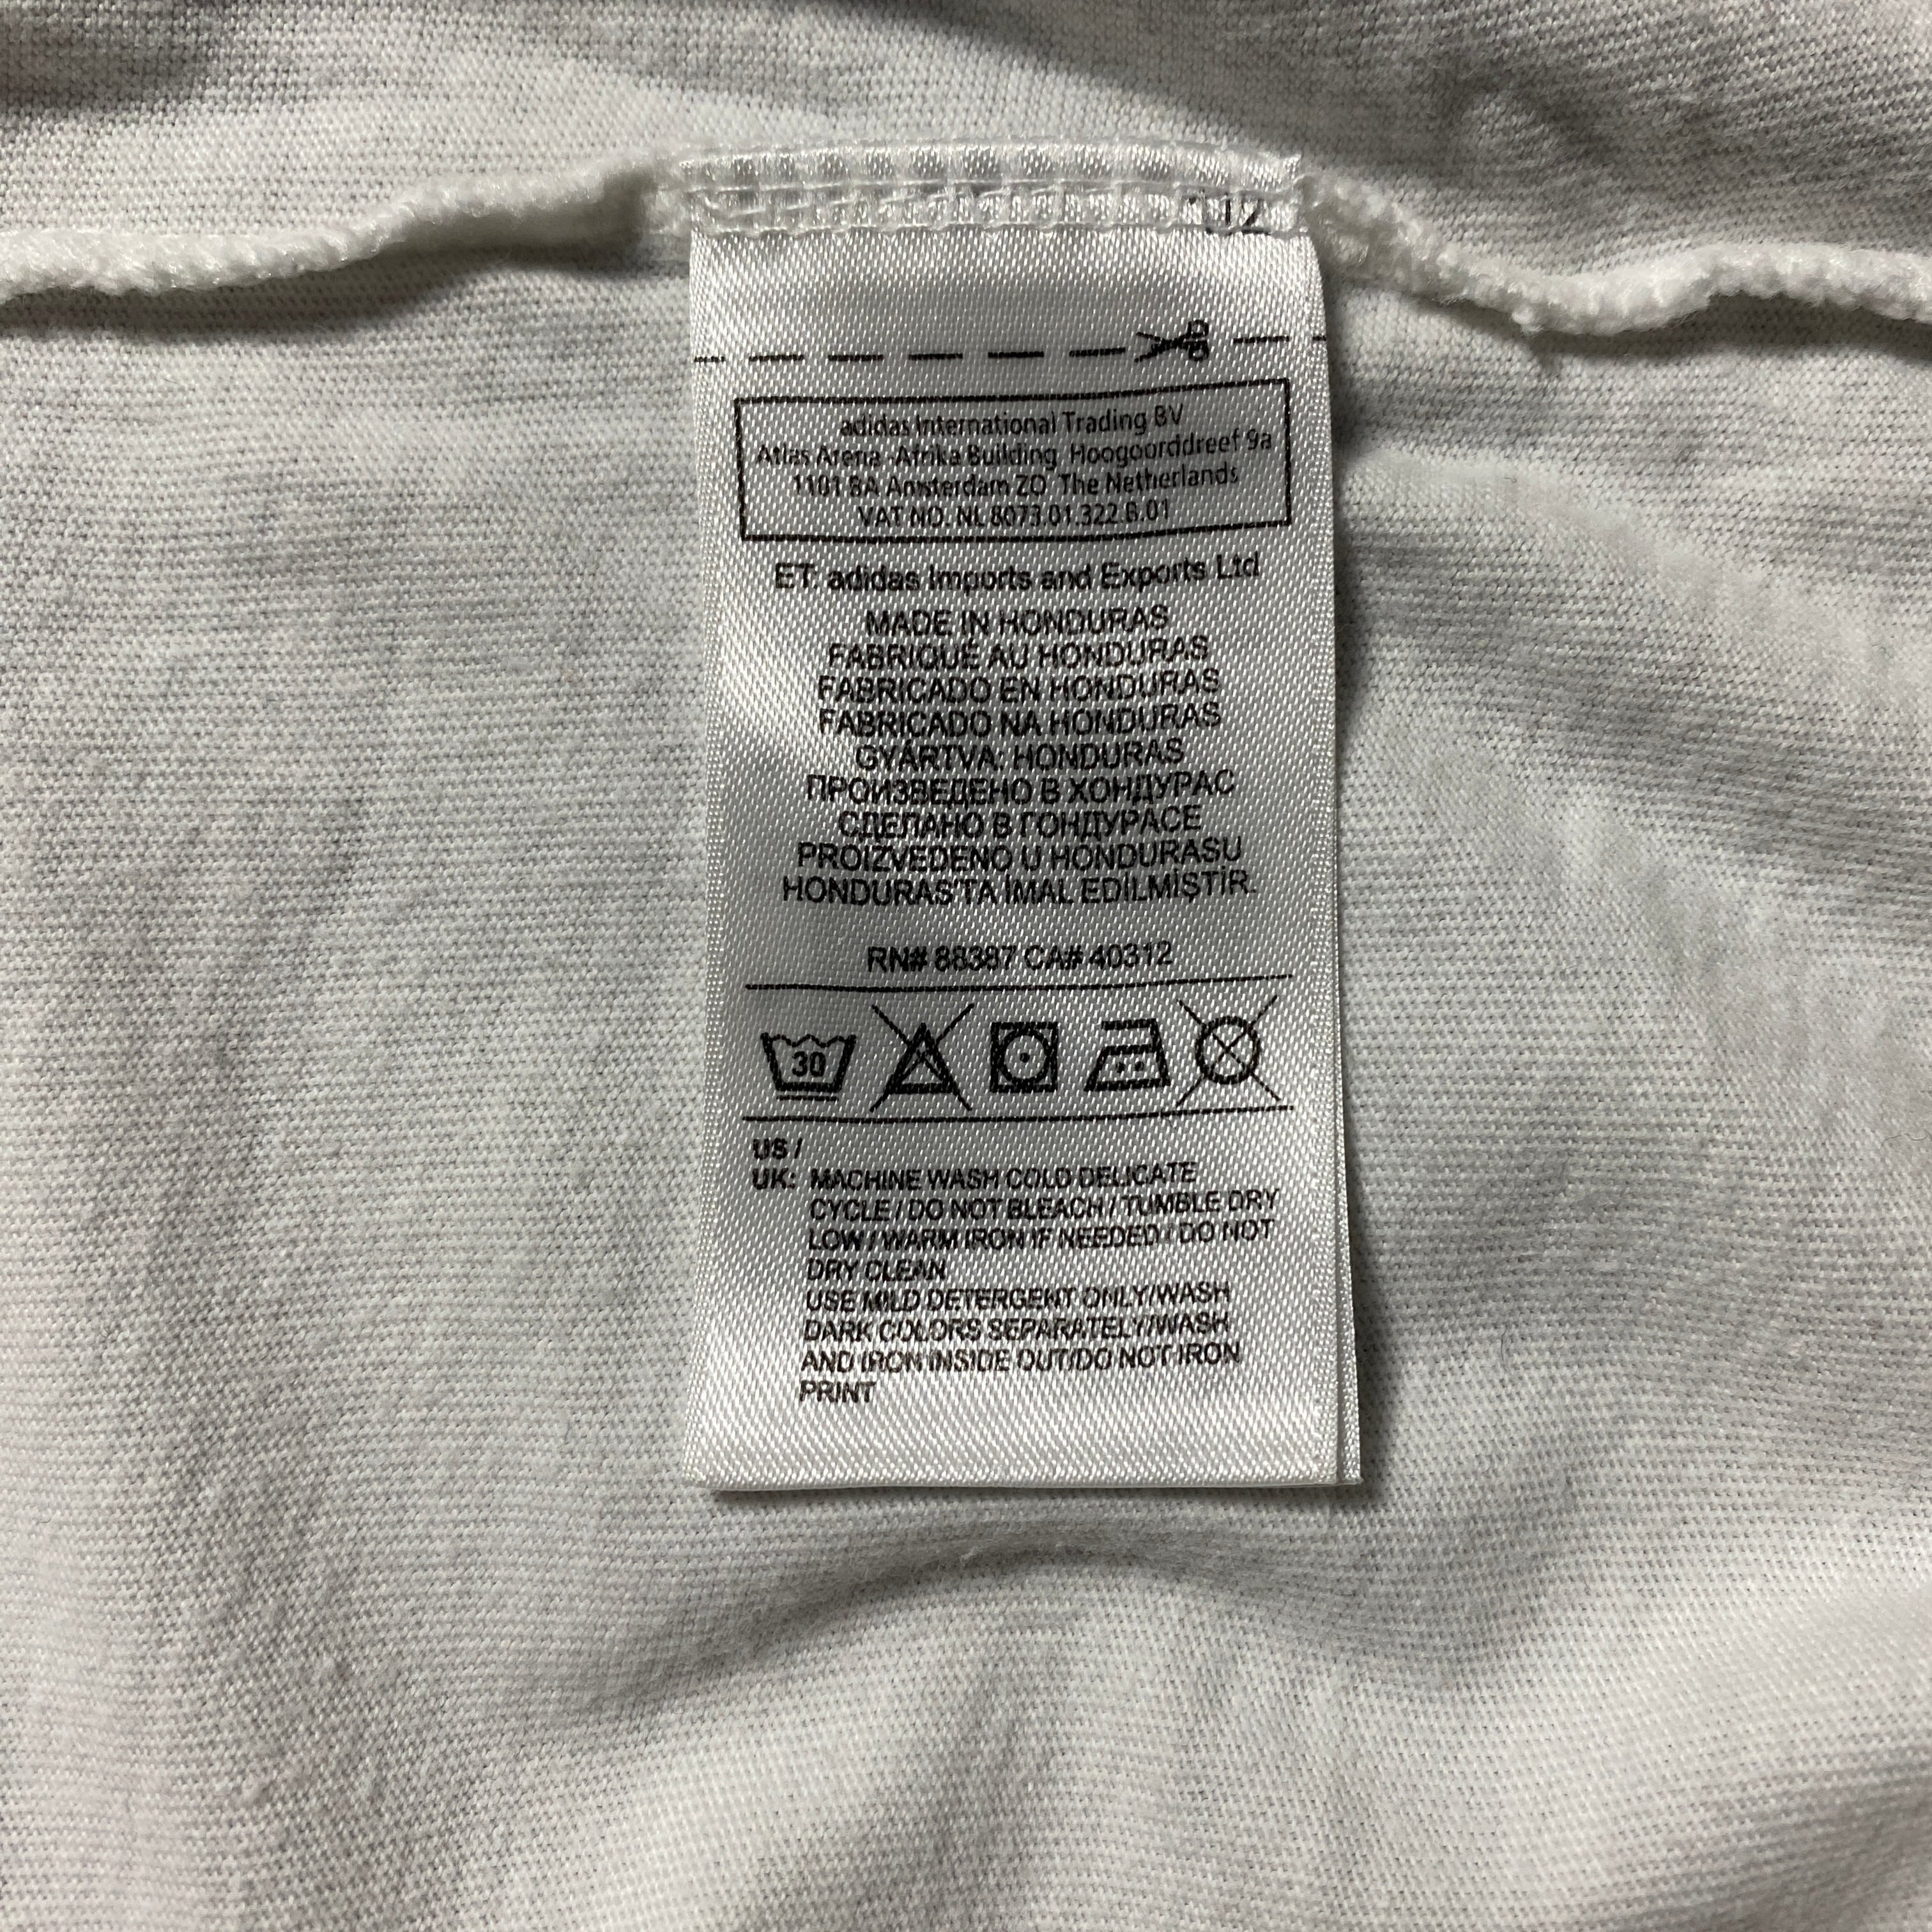 adidas International Trading BV
Atlas Arena -Afrika Building Hoogoorddreef 9a
1101 BA Amsterdam ZO The Netherlands
VAT NO. NL 8073.01.322.B.01
ET: adidas Imports and Exports Ltd
MADE IN HONDURAS
FABRIQUÉ AU HONDURAS
FABRICADO EN HONDURAS
FABRICADO NA HONDURAS
GYÁRTVA: HONDURAS
ПРОИЗВЕДЕНО В ХОНДУРАС
СДЕЛАНО В ГОНДУРАСЕ
PROIZVEDENO U HONDURASU
HONDURAS'TA İMAL EDİLMİŞTİR.
RN# 88387 CA# 40312
30
US /
UK: MACHINE WASH COLD DELICATE
CYCLE / DO NOT BLEACH / TUMBLE DRY
LOW / WARM IRON IF NEEDED / DO NOT
DRY CLEAN
USE MILD DETERGENT ONLY/WASH
DARK COLORS SEPARATELY/WASH
AND IRON INSIDE OUT/DO NOT IRON
PRINT